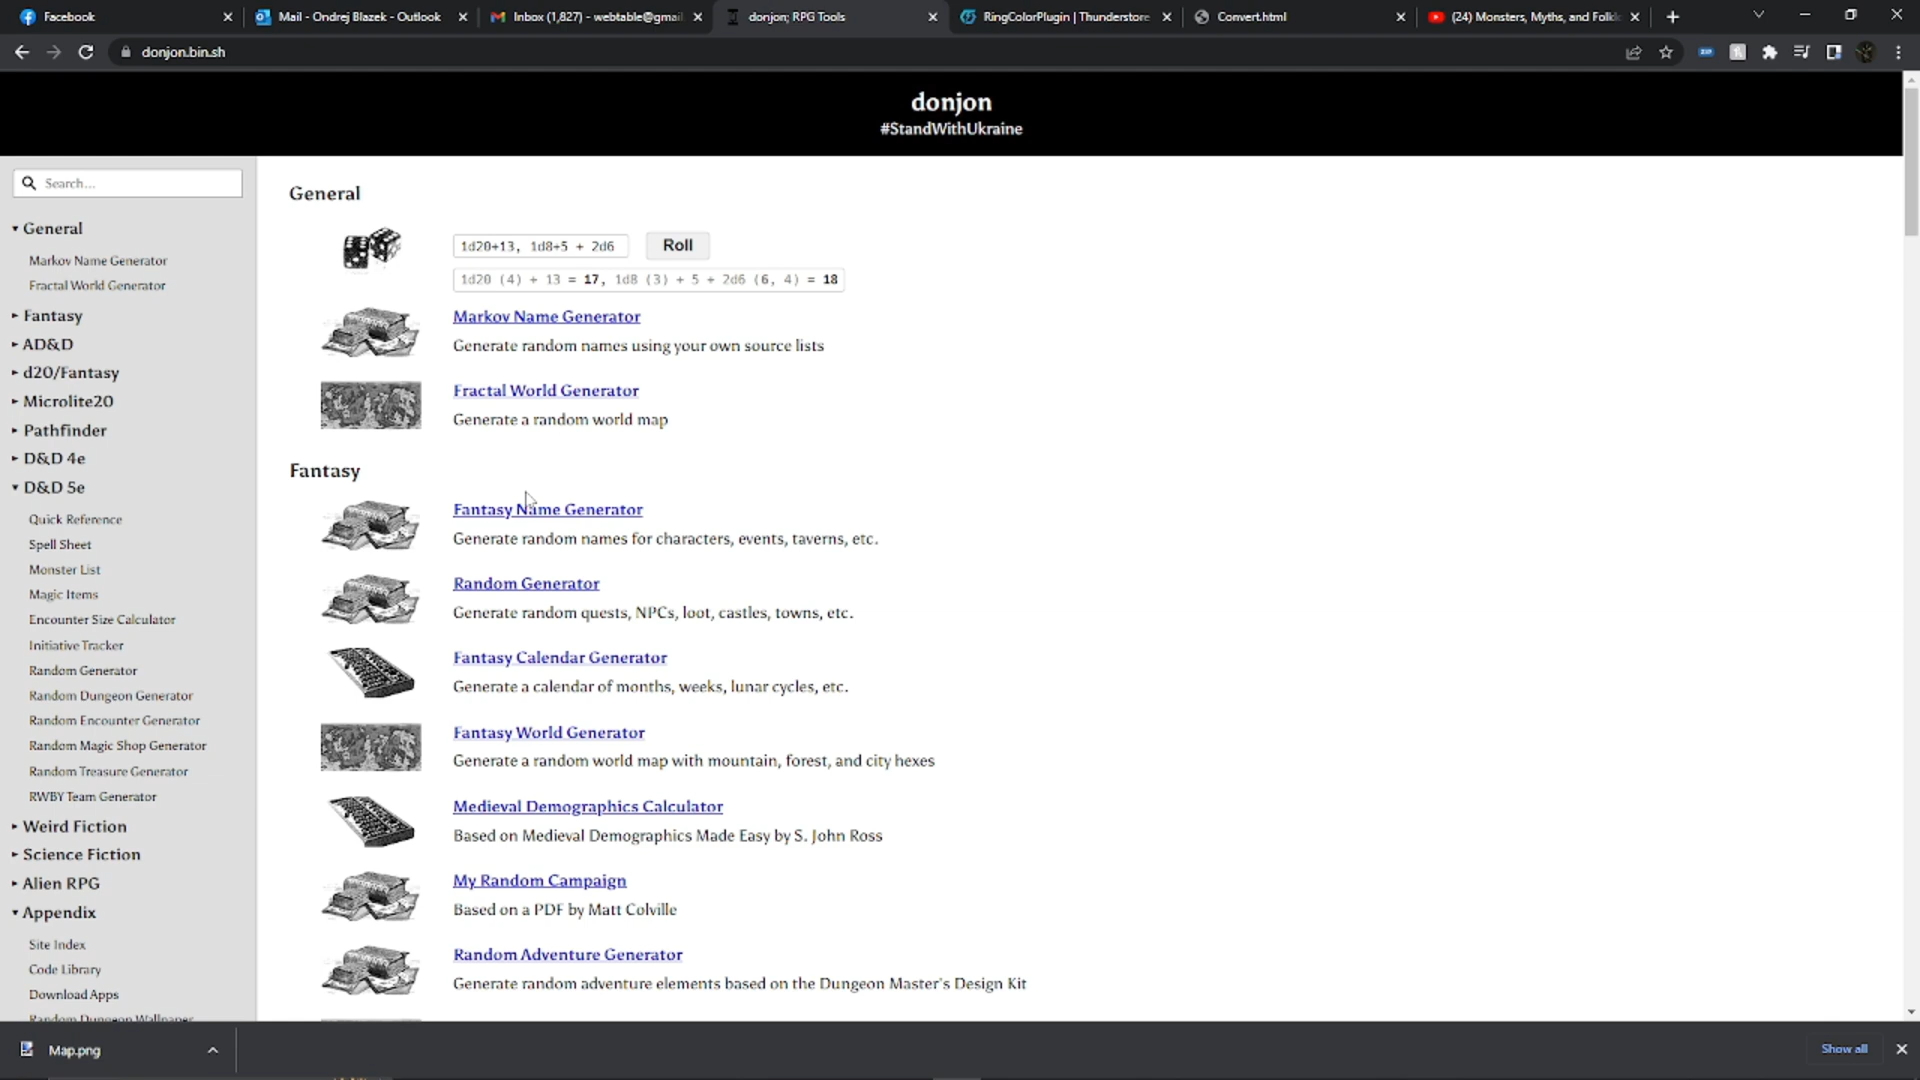 Facebook
Mail - Ondrej Blazek - Outlook
Inbox (1,827) - webtable@gmai
donjon; RPG Tools
RingColorPlugin | Thunderstore
Convert.html
(24) Monsters, Myths, and Folkl
donjon.bin.sh
donjon
#StandWithUkraine
Search...
General
Markov Name Generator
Fractal World Generator
Fantasy
AD&D
d20/Fantasy
Microlite20
Pathfinder
D&D 4e
D&D 5e
Quick Reference
Spell Sheet
Monster List
Magic Items
Encounter Size Calculator
Initiative Tracker
Random Generator
Random Dungeon Generator
Random Encounter Generator
Random Magic Shop Generator
Random Treasure Generator
RWBY Team Generator
Weird Fiction
Science Fiction
Alien RPG
Appendix
Site Index
Code Library
Download Apps
Random Dungeon Wallpaper
General
1d20+13, 1d8+5 + 2d6
Roll
1d20 (4) + 13 = 17, 1d8 (3) + 5 + 2d6 (6, 4) = 18
Markov Name Generator
Generate random names using your own source lists
Fractal World Generator
Generate a random world map
Fantasy
Fantasy Name Generator
Generate random names for characters, events, taverns, etc.
Random Generator
Generate random quests, NPCs, loot, castles, towns, etc.
Fantasy Calendar Generator
Generate a calendar of months, weeks, lunar cycles, etc.
Fantasy World Generator
Generate a random world map with mountain, forest, and city hexes
Medieval Demographics Calculator
Based on Medieval Demographics Made Easy by S. John Ross
My Random Campaign
Based on a PDF by Matt Colville
Random Adventure Generator
Generate random adventure elements based on the Dungeon Master's Design Kit
Map.png
Show all